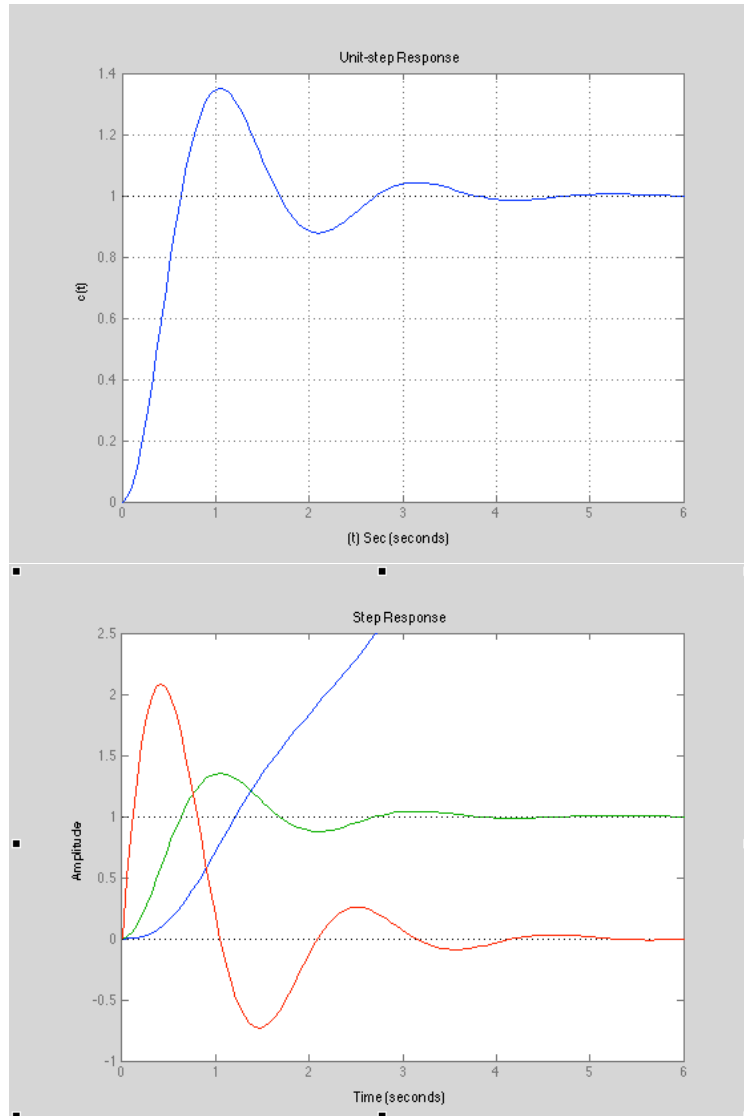 Unit-step Response
1.4
1.2
1
0.8
0.6
0.4
0.2
0
c(t)
0 1 2 3 4 5 6
(t) Sec (seconds)
Step Response
2.5
2
1.5
1
0.5
0
-0.5
-1
Amplitude
0 1 2 3 4 5 6
Time (seconds)